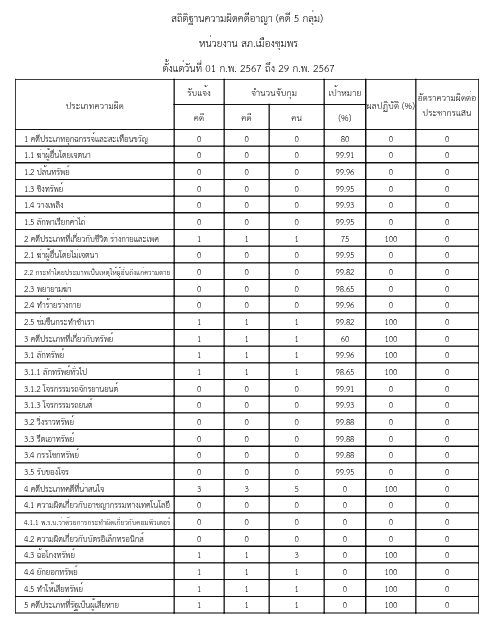 สถิติฐานความผิดคดีอาญา (คดี 5 กลุ่ม)
หน่วยงาน สภ.เมืองชุมพร
ตั้งแต่วันที่ 01 ก.พ. 2567 ถึง 29 ก.พ. 2567
ประเภทความผิด รับแจ้ง จำนวนจับกุม เป้าหมาย ผลปฏิบัติ (%) อัตราความผิดต่อ
ประชากรแสน
คดี คดี คน (%)
1 คดีประเภทอุกฉกรรจ์และสะเทือนขวัญ 0 0 0 80 0 0
1.1 ฆ่าผู้อื่นโดยเจตนา 0 0 0 99.91 0 0
1.2 ปล้นทรัพย์ 0 0 0 99.96 0 0
1.3 ชิงทรัพย์ 0 0 0 99.95 0 0
1.4 วางเพลิง 0 0 0 99.93 0 0
1.5 ลักพาเรียกค่าไถ่ 0 0 0 99.95 0 0
2 คดีประเภทที่เกี่ยวกับชีวิต ร่างกายและเพศ 1 1 1 75 100 0
2.1 ฆ่าผู้อื่นโดยไม่เจตนา 0 0 0 99.95 0 0
2.2 กระทำโดยประมาทเป็นเหตุให้ผู้อื่นถึงแก่ความตาย 0 0 0 99.82 0 0
2.3 พยายามฆ่า 0 0 0 98.65 0 0
2.4 ทำร้ายร่างกาย 0 0 0 99.96 0 0
2.5 ข่มขืนกระทำชำเรา 1 1 1 99.82 100 0
3 คดีประเภทที่เกี่ยวกับทรัพย์ 1 1 1 60 100 0
3.1 ลักทรัพย์ 1 1 1 99.96 100 0
3.1.1 ลักทรัพย์ทั่วไป 1 1 1 98.65 100 0
3.1.2 โจรกรรมรถจักรยานยนต์ 0 0 0 99.91 0 0
3.1.3 โจรกรรมรถยนต์ 0 0 0 99.93 0 0
3.2 วิ่งราวทรัพย์ 0 0 0 99.88 0 0
3.3 รีดเอาทรัพย์ 0 0 0 99.88 0 0
3.4 กรรโชกทรัพย์ 0 0 0 99.88 0 0
3.5 รับของโจร 0 0 0 99.95 0 0
4 คดีประเภทคดีที่น่าสนใจ 3 3 5 0 100 0
4.1 ความผิดเกี่ยวกับอาชญากรรมทางเทคโนโลยี 0 0 0 0 0 0
4.1.1 พ.ร.บ.ว่าด้วยการกระทำผิดเกี่ยวกับคอมพิวเตอร์ 0 0 0 0 0 0
4.2 ความผิดเกี่ยวกับบัตรอิเล็กทรอนิกส์ 0 0 0 0 0 0
4.3 ฉ้อโกงทรัพย์ 1 1 3 0 100 0
4.4 ยักยอกทรัพย์ 1 1 1 0 100 0
4.5 ทำให้เสียทรัพย์ 1 1 1 0 100 0
5 คดีประเภทที่รัฐเป็นผู้เสียหาย 1 1 1 0 100 0